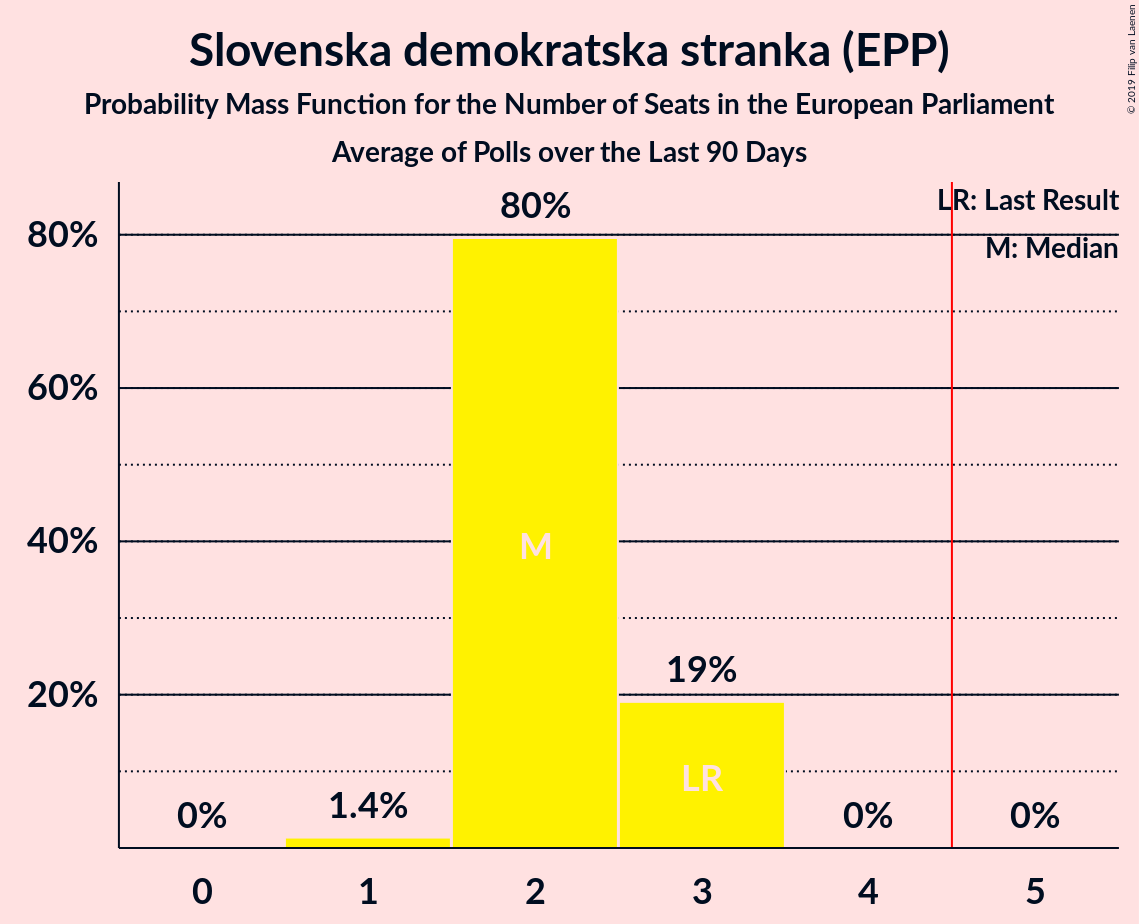 Slovenska demokratska stranka (EPP)
Probability Mass Function for the Number of Seats in the European Parliament
Average of Polls over the Last 90 Days
© 2019 Filip van Laenen
LR: Last Result
M: Median
80%
60%
40%
20%
0%
1.4%
80%
19%
0%
0%
M
LR
0 1 2 3 4 5